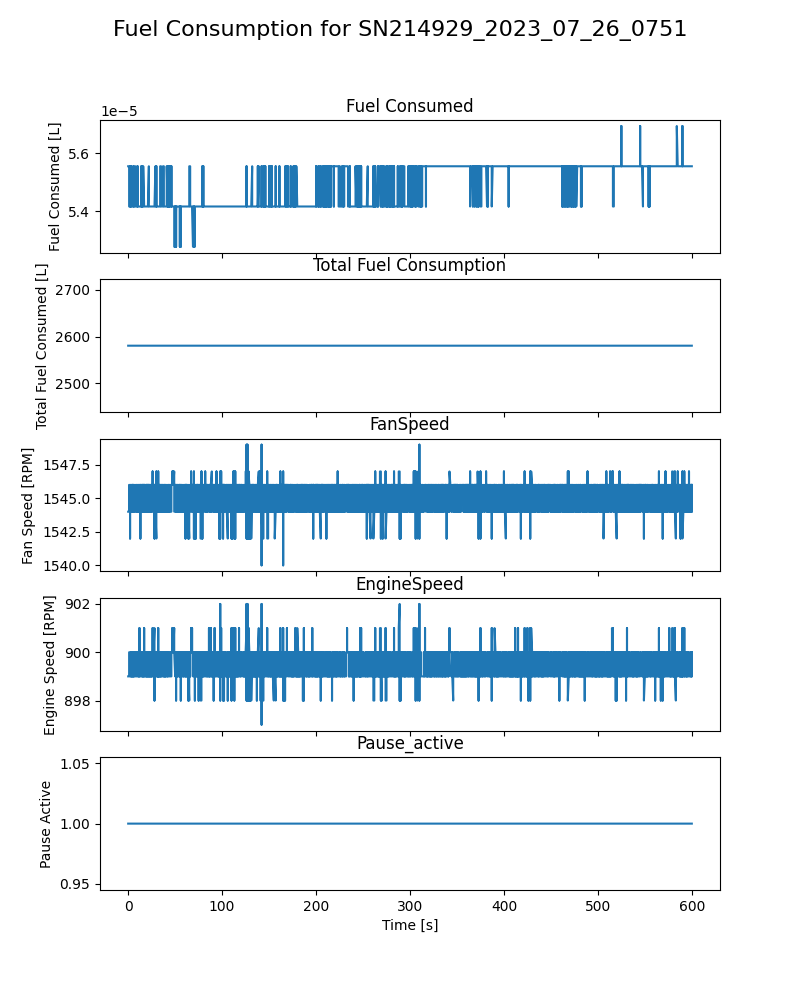 Fuel Consumption for SN214929_2023_07_26_0751
1e−5
Fuel Consumed
Fuel Consumed [L]
5.6
5.4
Total Fuel Consumption
Total Fuel Consumed [L]
2700
2600
2500
FanSpeed
Fan Speed [RPM]
1547.5
1545.0
1542.5
1540.0
EngineSpeed
Engine Speed [RPM]
902
900
898
Pause_active
Pause Active
1.05
1.00
0.95
0 100 200 300 400 500 600
Time [s]